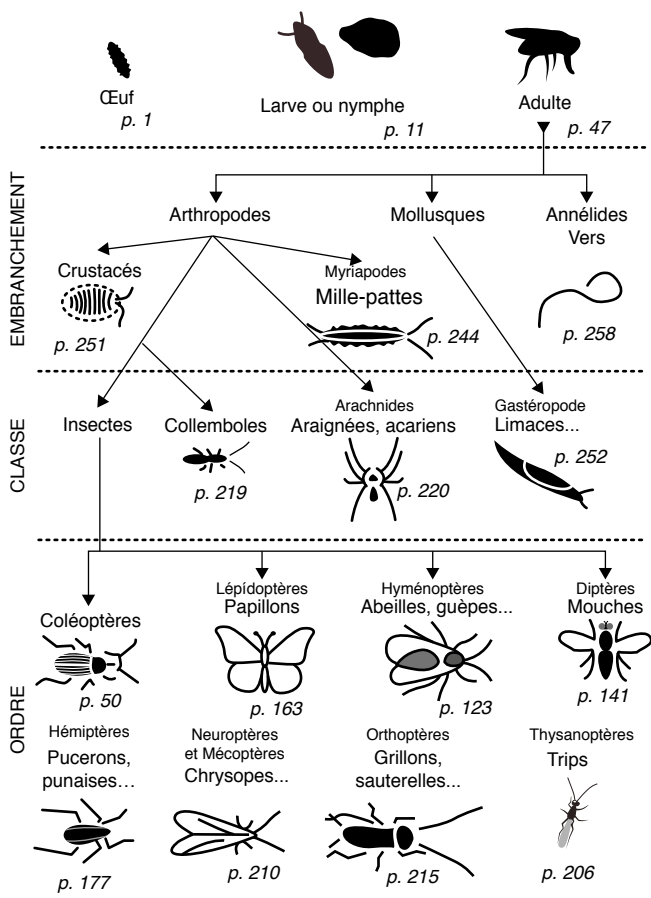 Œuf
p. 1
Larve ou nymphe
p. 11
Adulte
p. 47
EMBRANCHEMENT
Arthropodes
Mollusques
Annélides
Vers
Crustacés
p. 251
Myriapodes
Mille-pattes
p. 244
p. 258
CLASSE
Insectes
Collemboles
p. 219
Arachnides
Araignées, acariens
p. 220
Gastéropode
Limaces...
p. 252
ORDRE
Coléoptères
p. 50
Lépidoptères
Papillons
p. 163
Hyménoptères
Abeilles, guèpes...
p. 123
Diptères
Mouches
p. 141
Hémiptères
Pucerons,
punaises…
p. 177
Neuroptères
et Mécoptères
Chrysopes...
p. 210
Orthoptères
Grillons,
sauterelles...
p. 215
Thysanoptères
Trips
p. 206